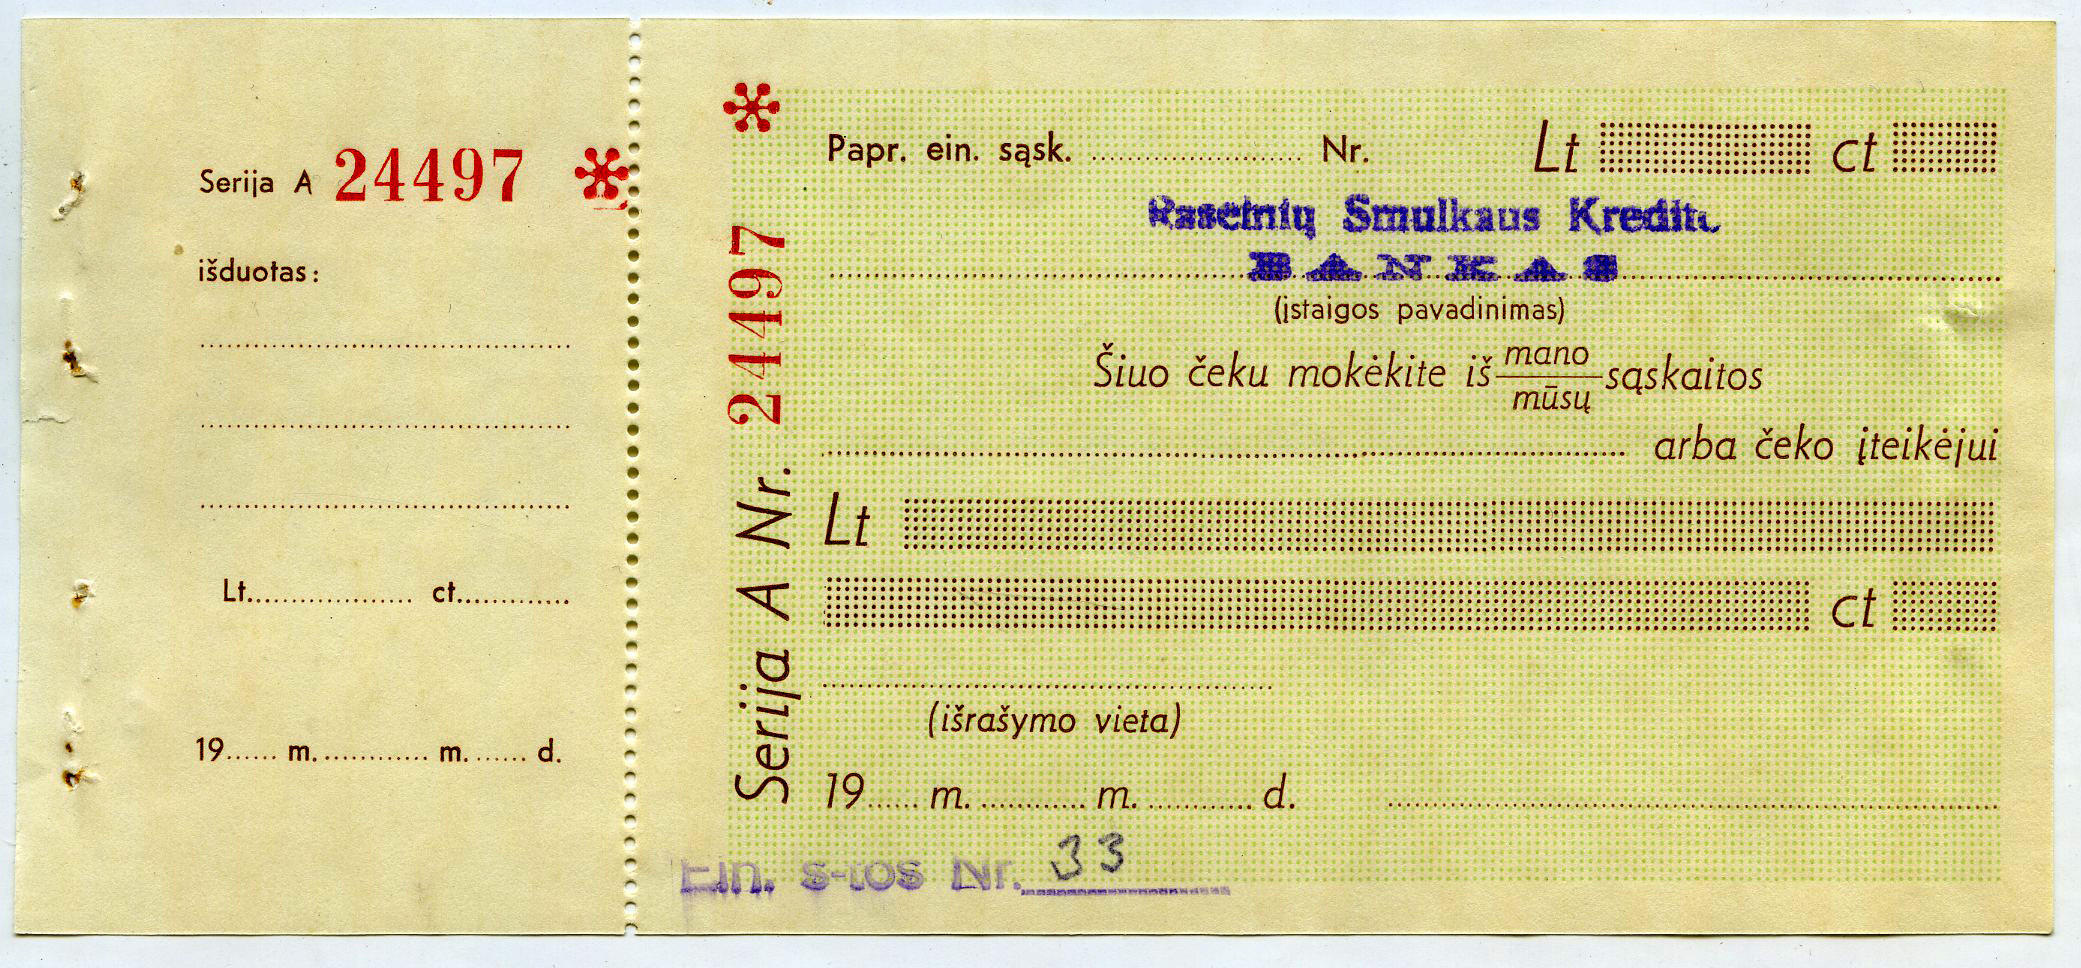 Serija A 24497 *
išduotas:
Lt. ct.
19 m. m. d.
Serija A Nr. 24497 *
Papr. ein. sąsk. Nr. Lt ct
Raseinių Smulkaus Kredito
BANKAS
(įstaigos pavadinimas)
Šiuo čeku mokėkite iš mano / mūsų sąskaitos
arba čeko įteikėjui
Lt
ct
(išrašymo vieta)
19 m. m. d.
Ein. s-tos Nr. 33